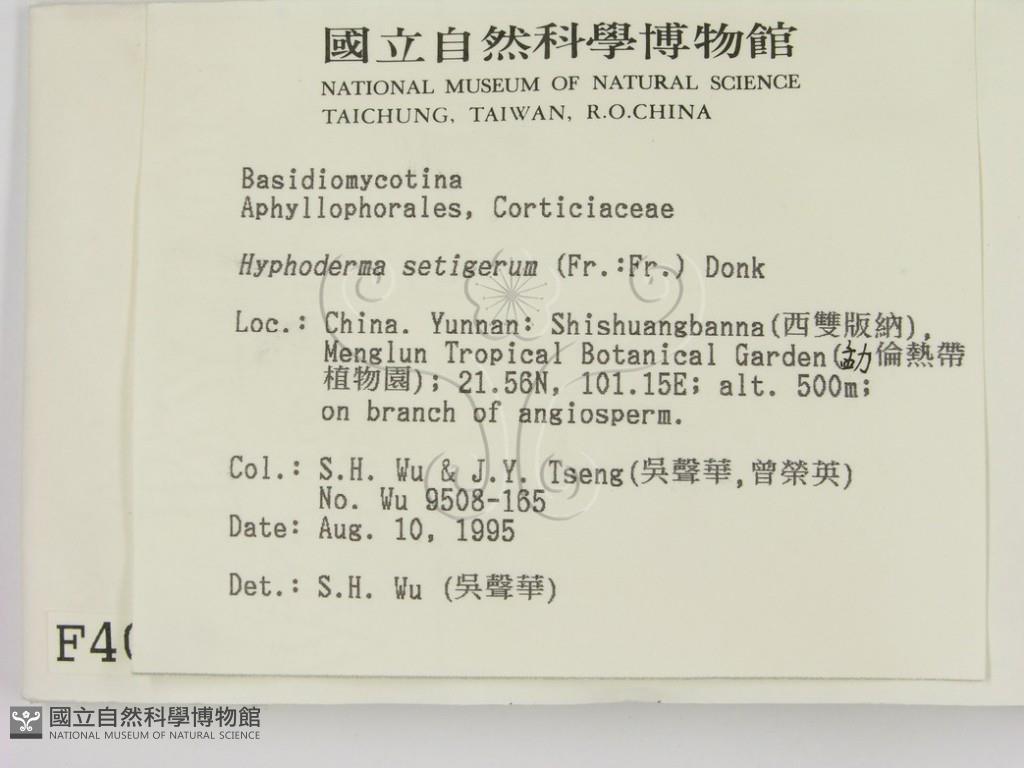 國立自然科學博物館
NATIONAL MUSEUM OF NATURAL SCIENCE
TAICHUNG, TAIWAN, R.O.CHINA
Basidiomycotina
Aphyllophorales, Corticiaceae
Hyphoderma setigerum (Fr.:Fr.) Donk
Loc.: China. Yunnan: Shishuangbanna(西雙版納),
Menglun Tropical Botanical Garden(勐倫熱帶
植物園); 21.56N, 101.15E; alt. 500m;
on branch of angiosperm.
Col.: S.H. Wu & J.Y. Tseng(吳聲華,曾榮英)
No. Wu 9508-165
Date: Aug. 10, 1995
Det.: S.H. Wu (吳聲華)
F40
國立自然科學博物館
NATIONAL MUSEUM OF NATURAL SCIENCE